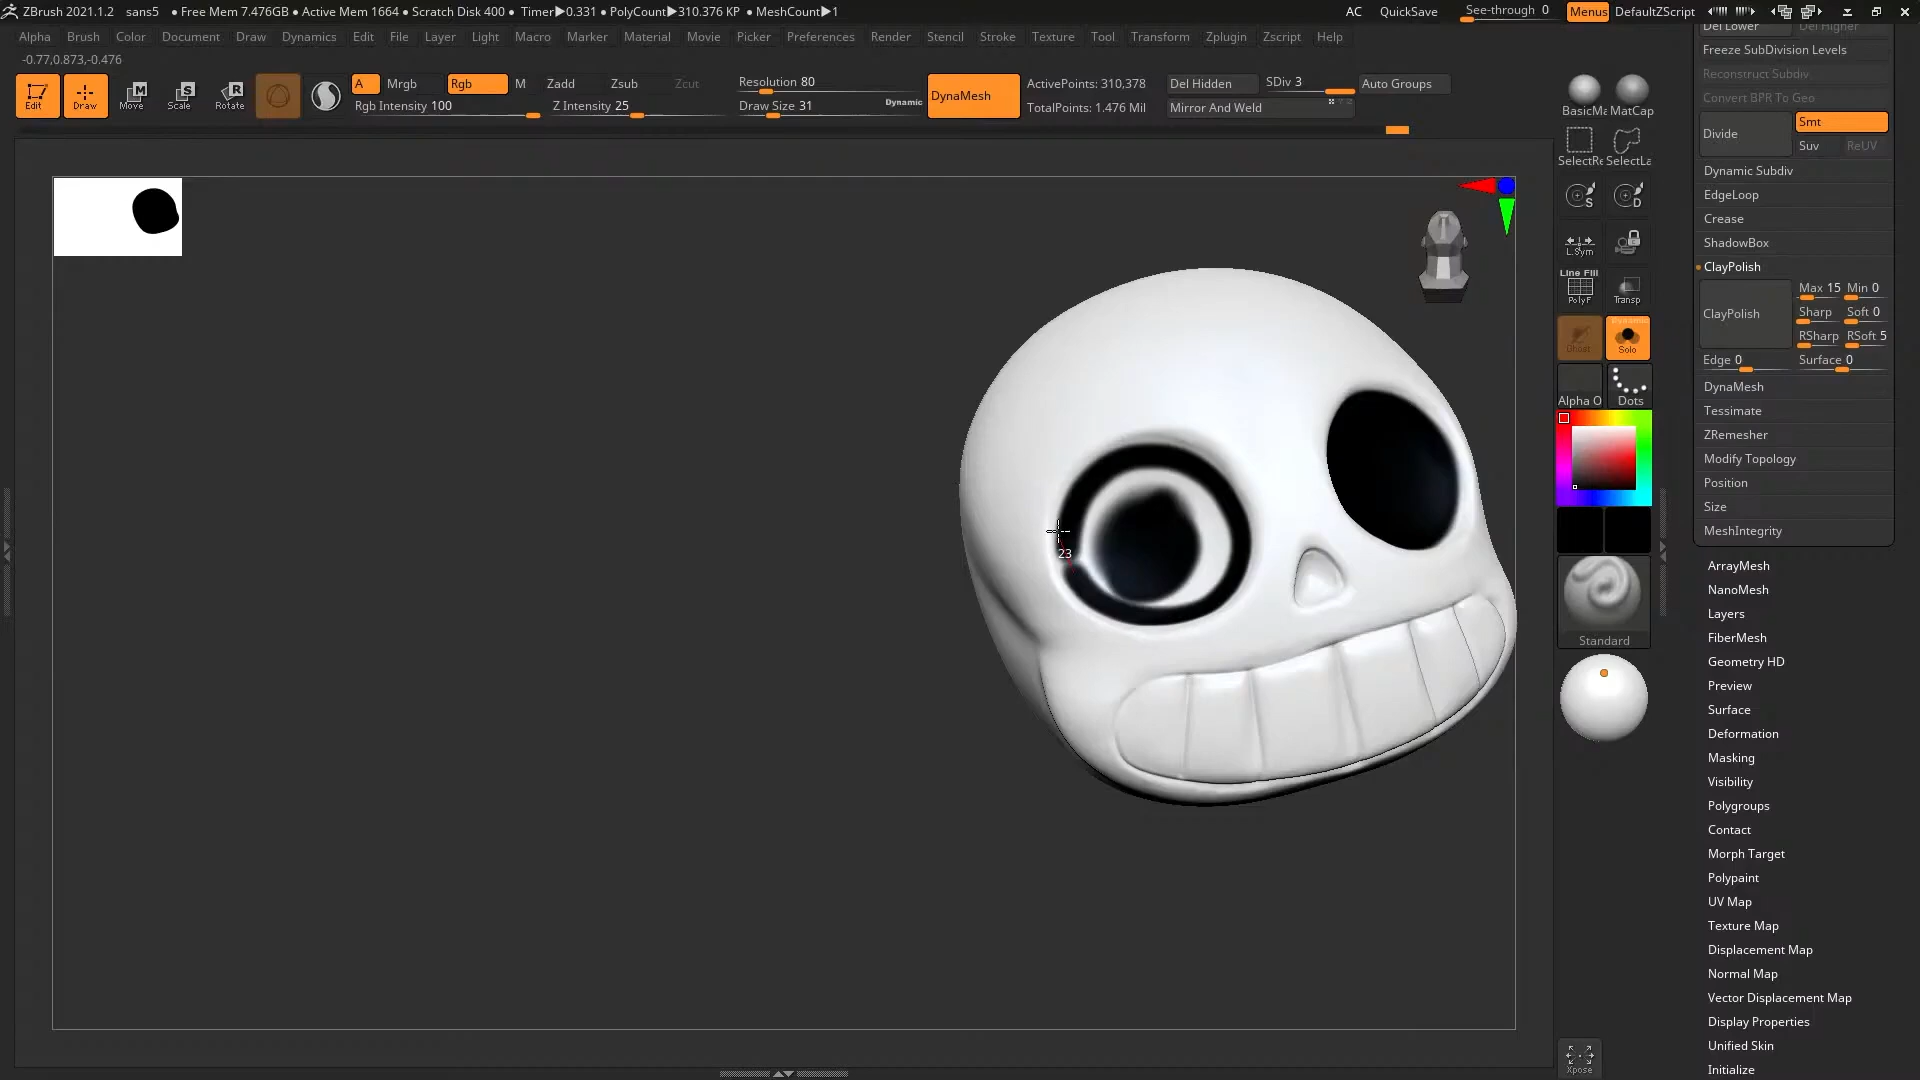 ZBrush 2021.1.2 sans5 • Free Mem 7.476GB • Active Mem 1664 • Scratch Disk 400 • Timer▶0.331 • PolyCount▶310.376 KP • MeshCount▶1 AC QuickSave See-through 0 Menus DefaultZScript
Alpha Brush Color Document Draw Dynamics Edit File Layer Light Macro Marker Material Movie Picker Preferences Render Stencil Stroke Texture Tool Transform Zplugin Zscript Help
-0.77,0.873,-0.476
Edit Draw Move Scale Rotate
A Mrgb Rgb M Zadd Zsub Zcut
Rgb Intensity 100 Z Intensity 25
Resolution 80
Draw Size 31 Dynamic
DynaMesh
ActivePoints: 310,378
TotalPoints: 1.476 Mil
Del Hidden SDiv 3 Auto Groups
Mirror And Weld
23
BasicMa MatCap
SelectRe SelectLa
S D
L.Sym
Line Fill
PolyF Transp
Ghost Dynamic Solo
Alpha O Dots
Standard
Xpose
Del Lower Del Higher
Freeze SubDivision Levels
Reconstruct Subdiv
Convert BPR To Geo
Divide Smt
Suv ReUV
Dynamic Subdiv
EdgeLoop
Crease
ShadowBox
ClayPolish
ClayPolish Max 15 Min 0
Sharp Soft 0
RSharp RSoft 5
Edge 0 Surface 0
DynaMesh
Tessimate
ZRemesher
Modify Topology
Position
Size
MeshIntegrity
ArrayMesh
NanoMesh
Layers
FiberMesh
Geometry HD
Preview
Surface
Deformation
Masking
Visibility
Polygroups
Contact
Morph Target
Polypaint
UV Map
Texture Map
Displacement Map
Normal Map
Vector Displacement Map
Display Properties
Unified Skin
Initialize